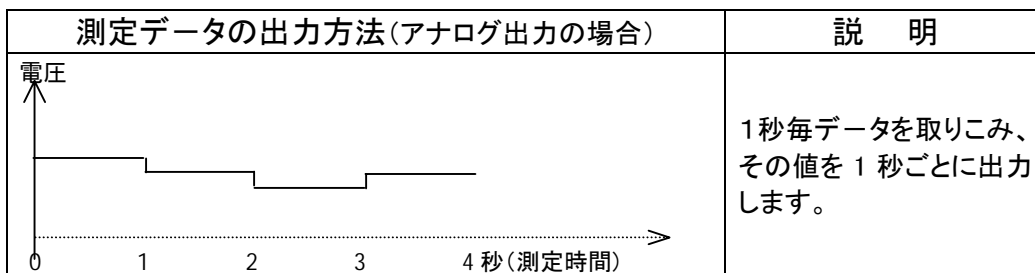 測定データの出力方法(アナログ出力の場合)
説 明
電圧
1秒毎データを取りこみ、
その値を 1 秒ごとに出力
します。
0 1 2 3 4 秒(測定時間)